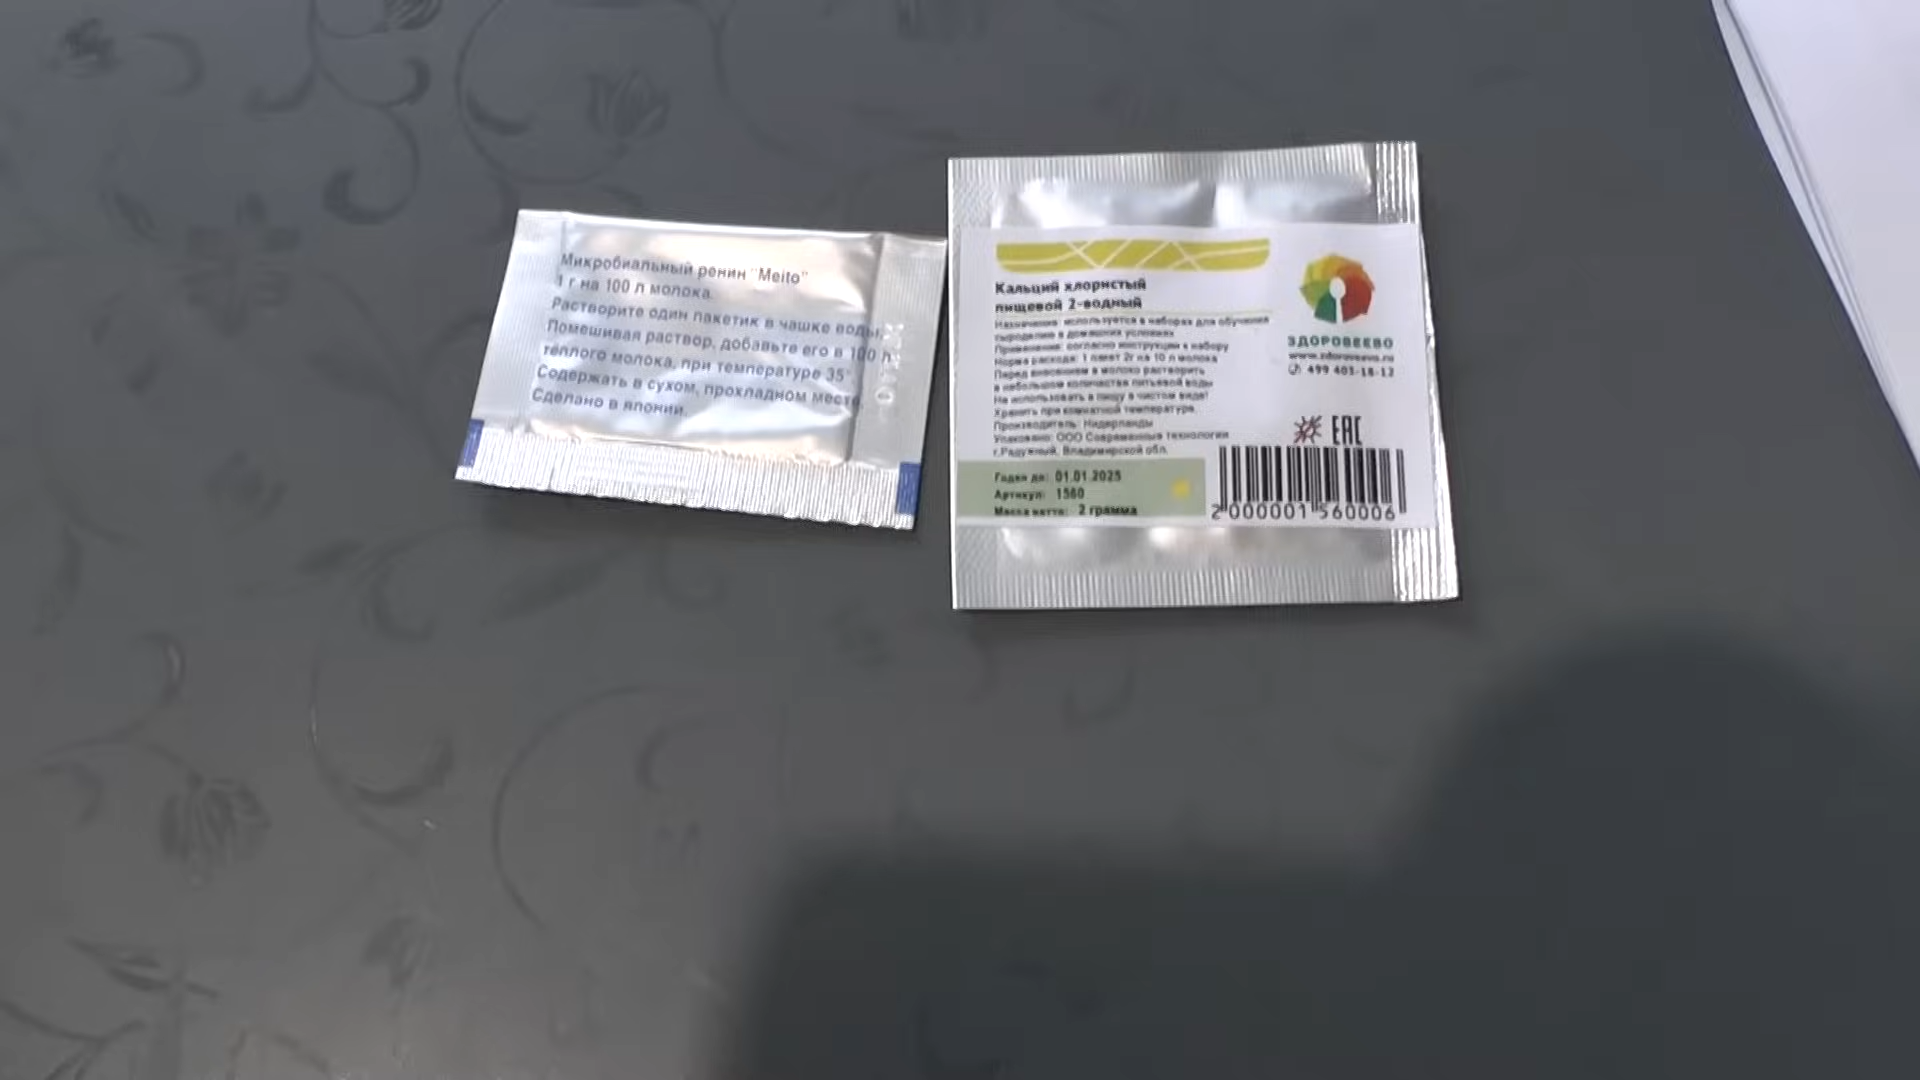 Микробиальный ренин "Meito"
1 г на 100 л молока.
Растворите один пакетик в чашке воды.
Помешивая раствор, добавьте его в 100 л
тёплого молока, при температуре 35°
Содержать в сухом, прохладном месте.
Сделано в японии.
Кальций хлористый
пищевой 2-водный
Назначение: используется в наборах для обучения
сыроделию в домашних условиях
Применение: согласно инструкции к набору
Норма расхода: 1 пакет 2г на 10 л молока
Перед внесением в молоко растворить
в небольшом количестве питьевой воды
Не использовать в пищу в чистом виде!
Хранить при комнатной температуре.
Производитель: Нидерланды
Упаковано: ООО Современные технологии
г.Радужный, Владимирской обл.
Годен до: 01.01.2025
Артикул: 1560
Масса нетто: 2 грамма
ЗДОРОВЕЕВО
www.zdoroveevo.ru
499 403-18-12
EAC
2 000001 560006